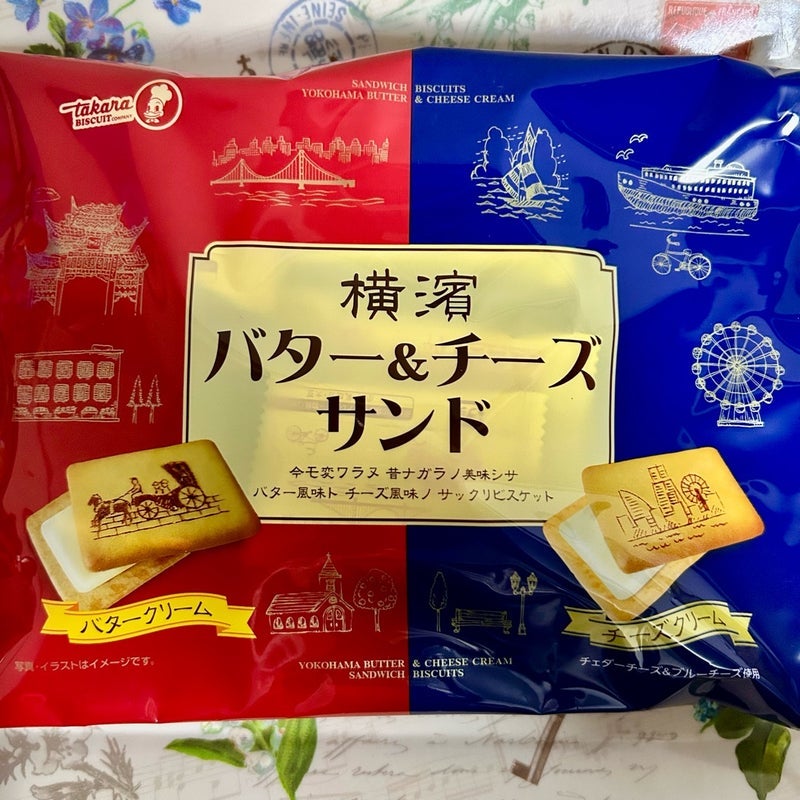 SEINE-INF
REPUBLIQUE FRANÇAISE
takara
BISCUIT COMPANY
SANDWICH BISCUITS
YOKOHAMA BUTTER & CHEESE CREAM
横濱
バター&チーズ
サンド
今モ変ワラヌ 昔ナガラノ美味シサ
バター風味ト チーズ風味ノ サックリビスケット
バタークリーム
チーズクリーム
写真・イラストはイメージです。
YOKOHAMA BUTTER & CHEESE CREAM
SANDWICH BISCUITS
チェダーチーズ&ブルーチーズ使用